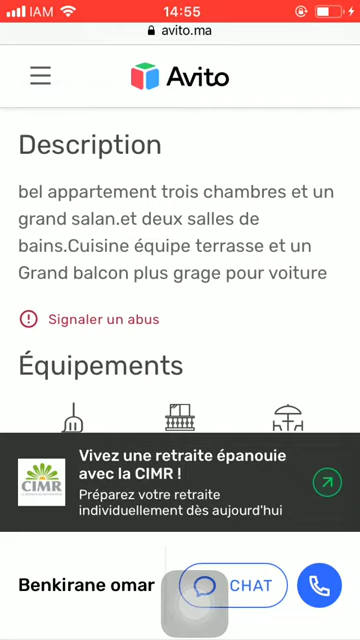 IAM 14:55
avito.ma
Avito
Description
bel appartement trois chambres et un
grand salan.et deux salles de
bains.Cuisine équipe terrasse et un
Grand balcon plus grage pour voiture
Signaler un abus
Équipements
Vivez une retraite épanouie
avec la CIMR !
CIMR
Préparez votre retraite
individuellement dès aujourd'hui
Benkirane omar CHAT